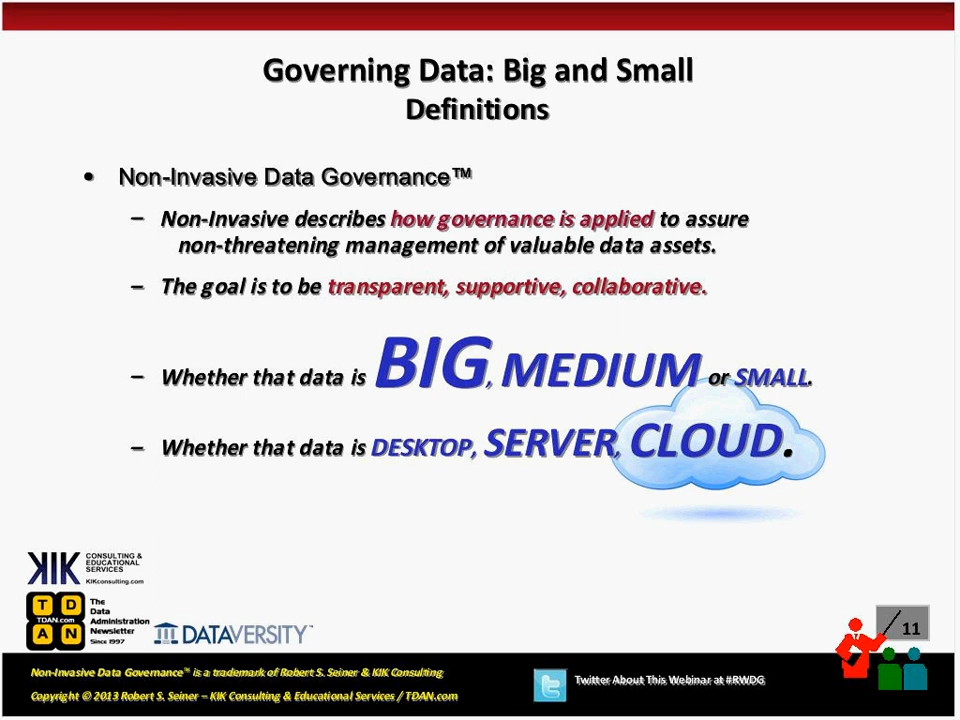 Governing Data: Big and Small
Definitions
• Non-Invasive Data Governance™
– Non-Invasive describes how governance is applied to assure
non-threatening management of valuable data assets.
– The goal is to be transparent, supportive, collaborative.
– Whether that data is BIG, MEDIUM or SMALL.
– Whether that data is DESKTOP, SERVER, CLOUD.
KIK CONSULTING &
EDUCATIONAL
SERVICES
KIKconsulting.com
T D
TDAN.com
A N
The
Data
Administration
Newsletter
Since 1997
DATAVERSITY™
11
Non-Invasive Data Governance™ is a trademark of Robert S. Seiner & KIK Consulting
Copyright © 2013 Robert S. Seiner – KIK Consulting & Educational Services / TDAN.com
Twitter About This Webinar at #RWDG